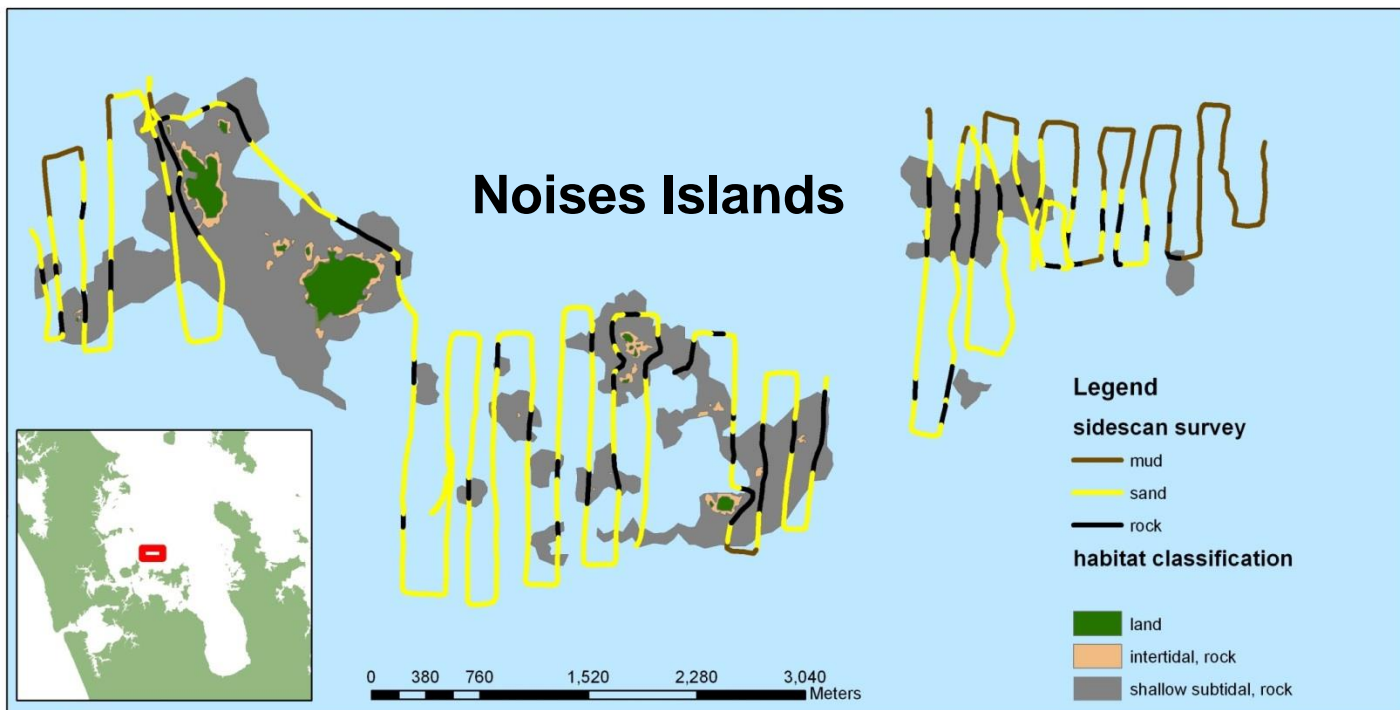 Noises Islands
Legend
sidescan survey
mud
sand
rock
habitat classification
land
intertidal, rock
shallow subtidal, rock
0 380 760 1,520 2,280 3,040
Meters